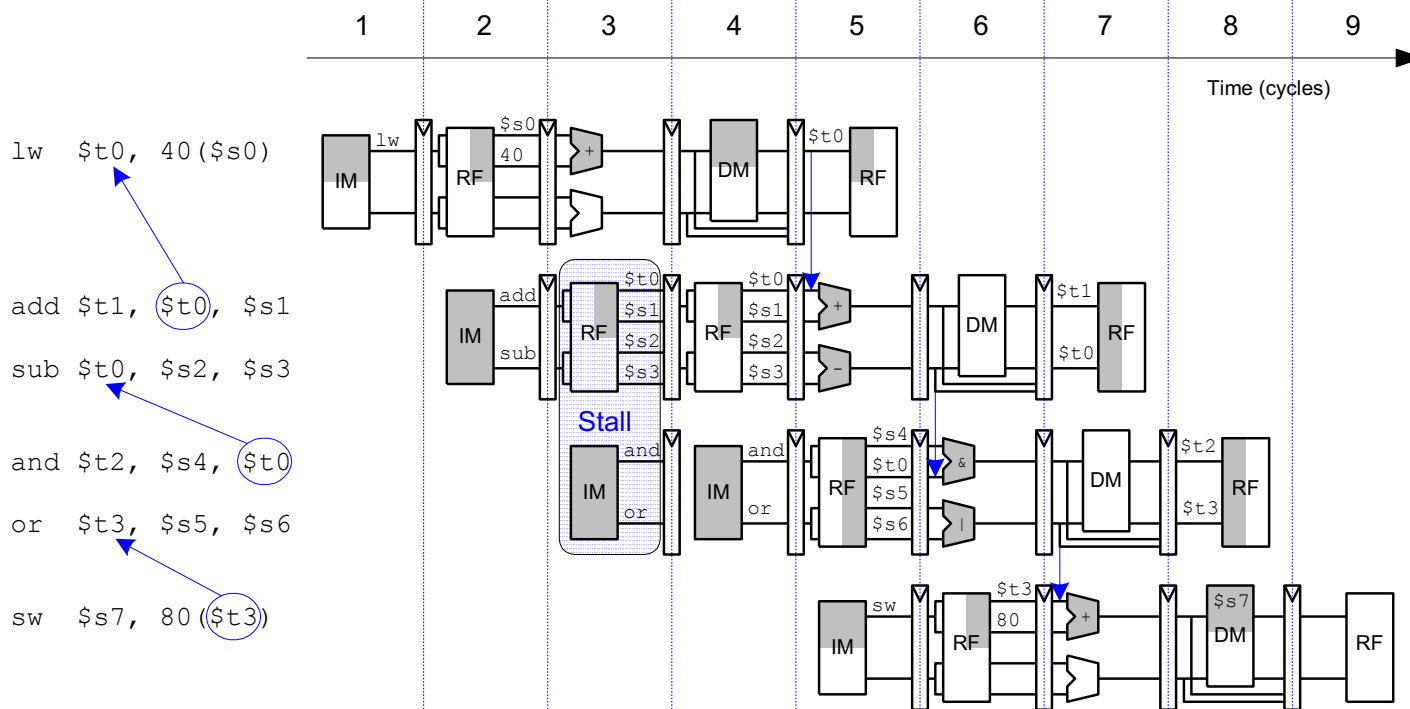 1 2 3 4 5 6 7 8 9
Time (cycles)
lw $t0, 40($s0)
IM lw RF $s0 40 + DM $t0 RF
add $t1, $t0, $s1
sub $t0, $s2, $s3
IM add sub RF $t0 $s1 $s2 $s3 RF $t0 $s1 $s2 $s3 + - DM $t1 $t0 RF
Stall
and $t2, $s4, $t0
or $t3, $s5, $s6
IM and or IM and or RF $s4 $t0 $s5 $s6 & | DM $t2 $t3 RF
sw $s7, 80($t3)
IM sw RF $t3 80 + $s7 DM RF